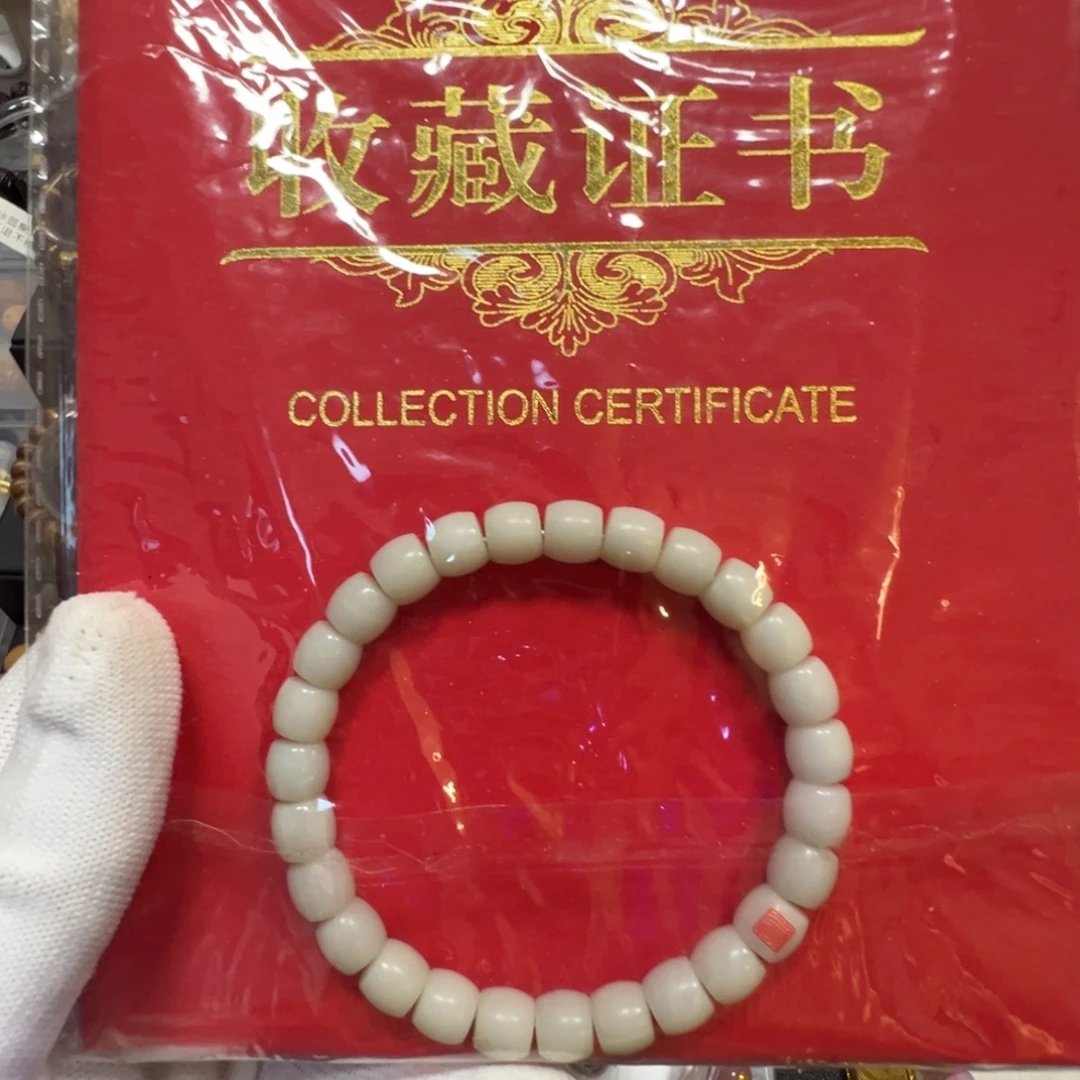 收藏证书
COLLECTION CERTIFICATE